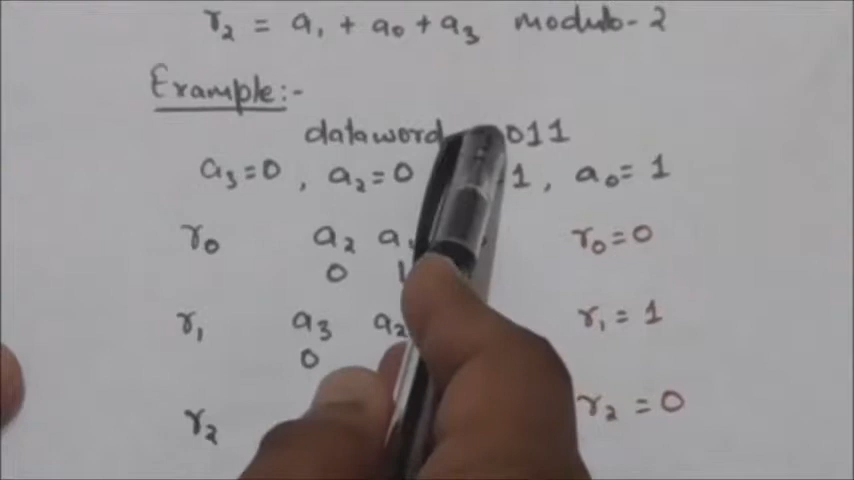 r₂ = a₁ + a₀ + a₃ modulo-2
Example:-
dataword 011
a₃=0 , a₂=0 1 , a₀=1
r₀ a₂ a₁ r₀=0
0 1
r₁ a₃ a₂ r₁=1
0
r₂ r₂=0